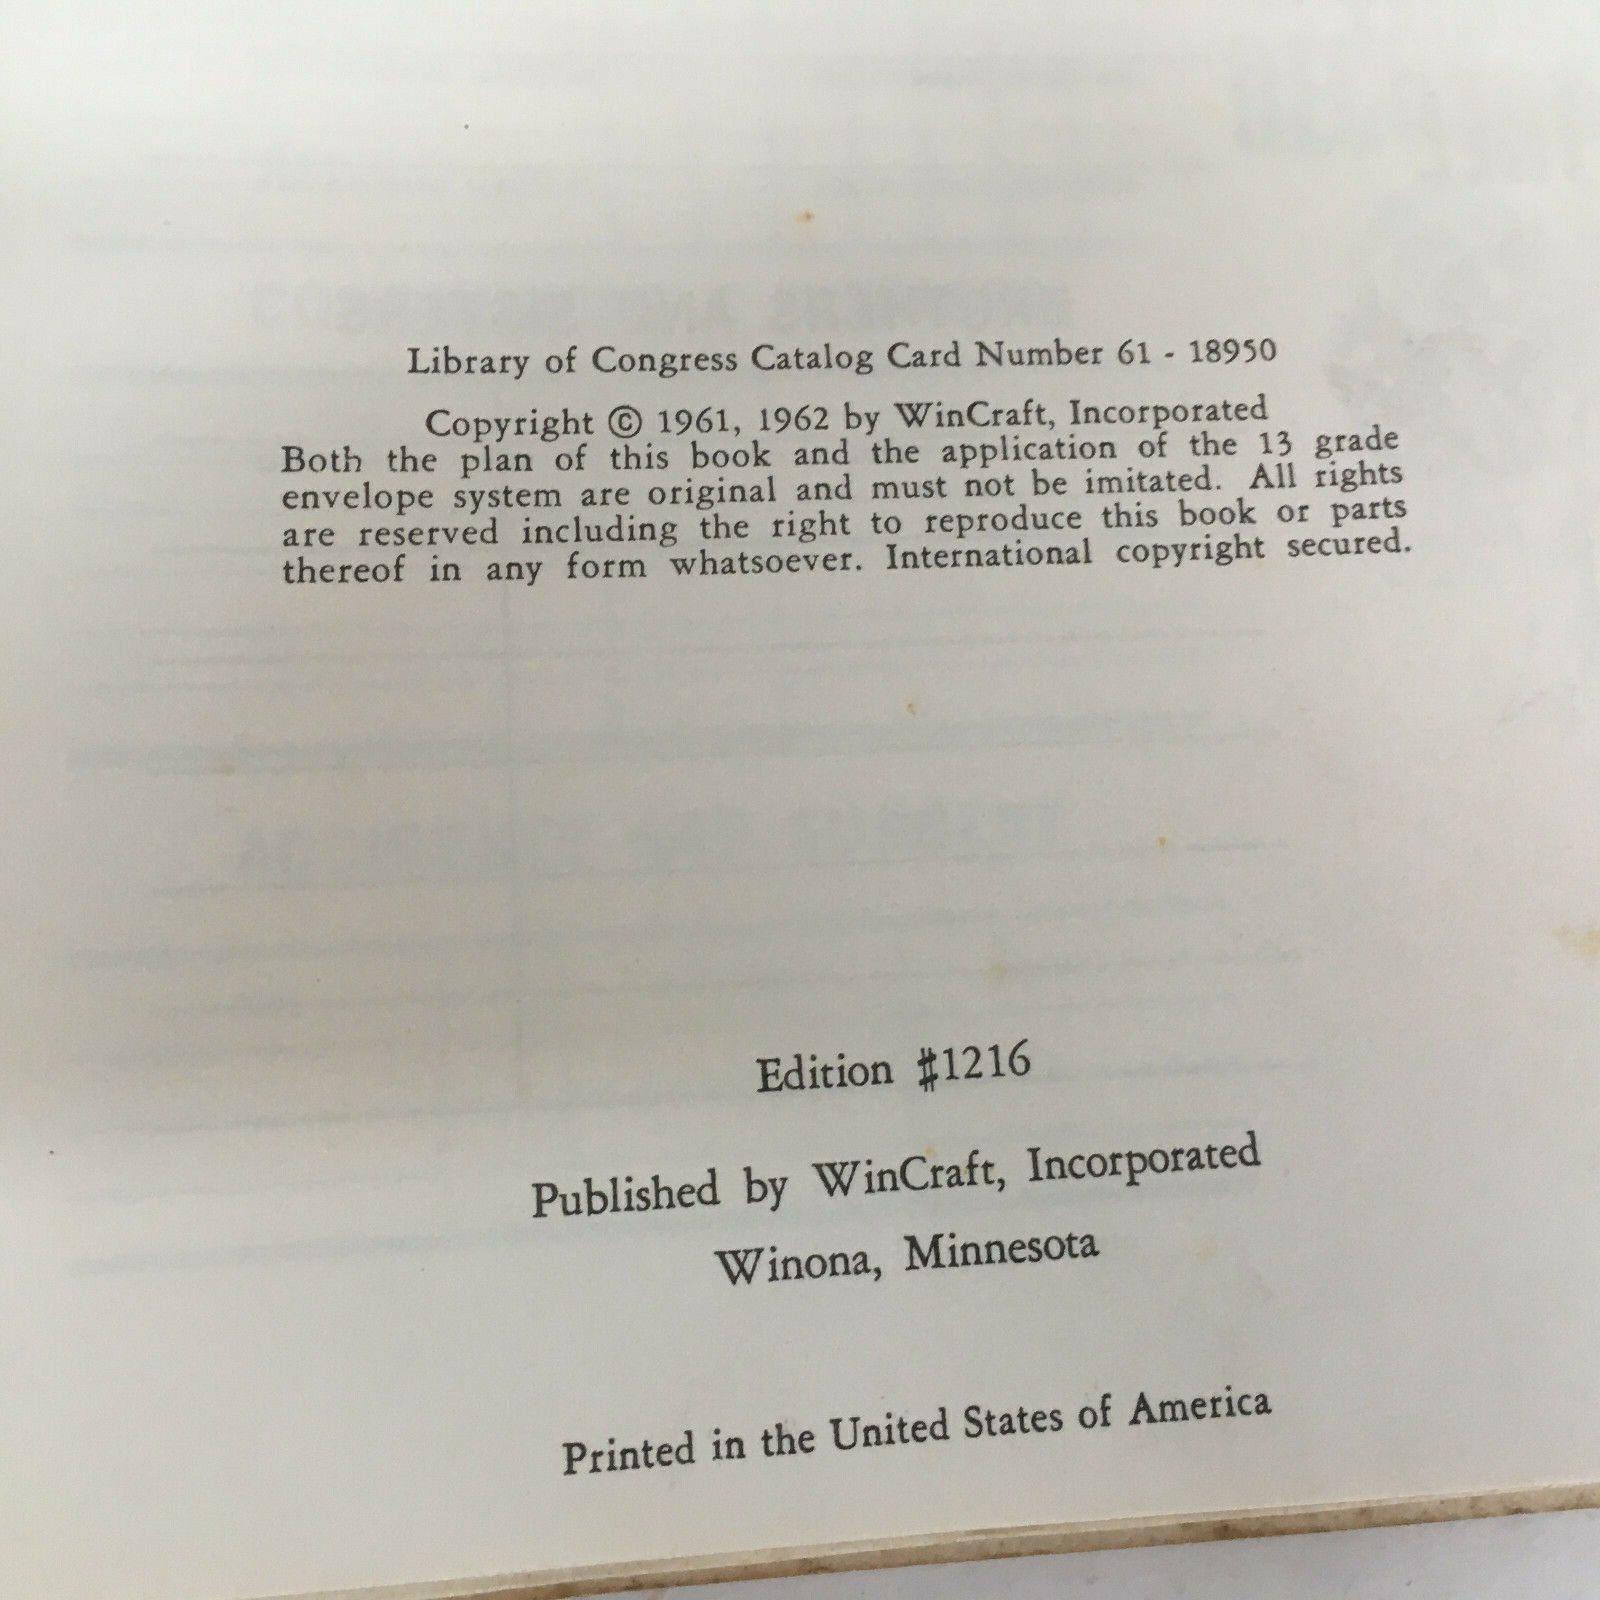 Library of Congress Catalog Card Number 61 - 18950
Copyright © 1961, 1962 by WinCraft, Incorporated
Both the plan of this book and the application of the 13 grade
envelope system are original and must not be imitated. All rights
are reserved including the right to reproduce this book or parts
thereof in any form whatsoever. International copyright secured.
Edition #1216
Published by WinCraft, Incorporated
Winona, Minnesota
Printed in the United States of America